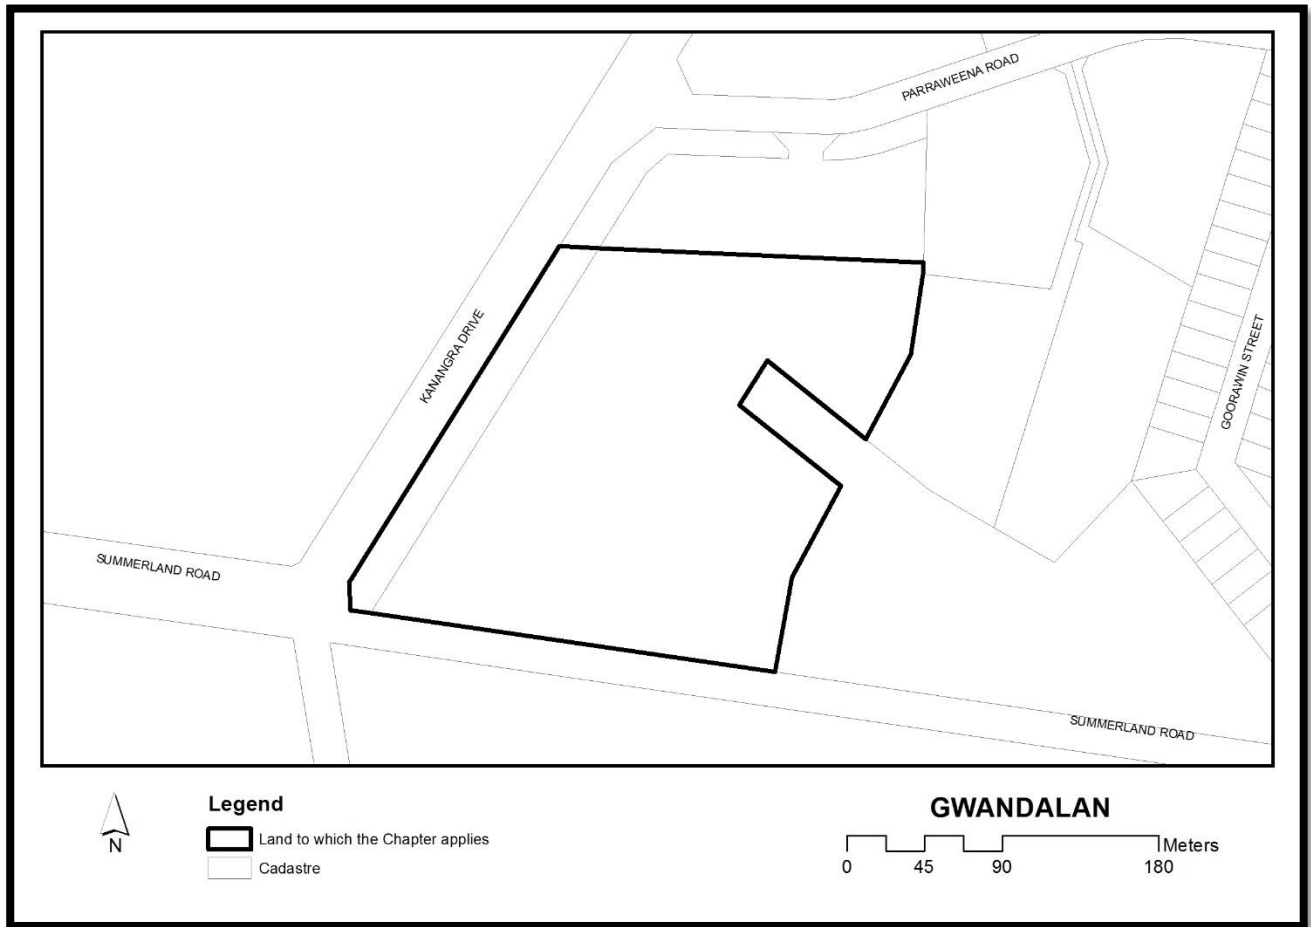 PARRAWEENA ROAD
KANANGRA DRIVE
GOORAWIN STREET
SUMMERLAND ROAD
SUMMERLAND ROAD
N
Legend
Land to which the Chapter applies
Cadastre
GWANDALAN
Meters
0 45 90 180